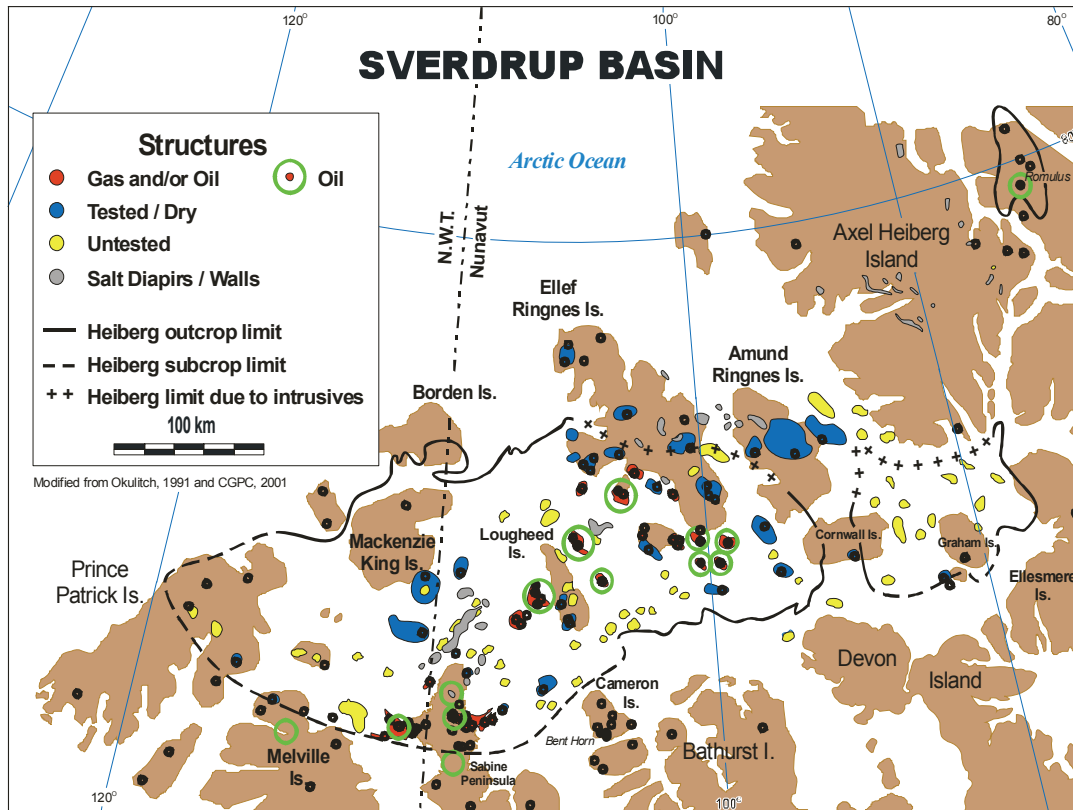 120°
100°
80°
SVERDRUP BASIN
Structures
Gas and/or Oil
Oil
Tested / Dry
Untested
Salt Diapirs / Walls
Heiberg outcrop limit
Heiberg subcrop limit
Heiberg limit due to intrusives
100 km
Modified from Okulitch, 1991 and CGPC, 2001
Arctic Ocean
N.W.T.
Nunavut
Romulus
Axel Heiberg
Island
Ellef
Ringnes Is.
Amund
Ringnes Is.
Borden Is.
Lougheed
Is.
Mackenzie
King Is.
Cornwall Is.
Graham Is.
Ellesmere
Is.
Prince
Patrick Is.
Devon
Island
Cameron
Is.
Bent Horn
Bathurst I.
Melville
Is.
Sabine
Peninsula
120°
100°